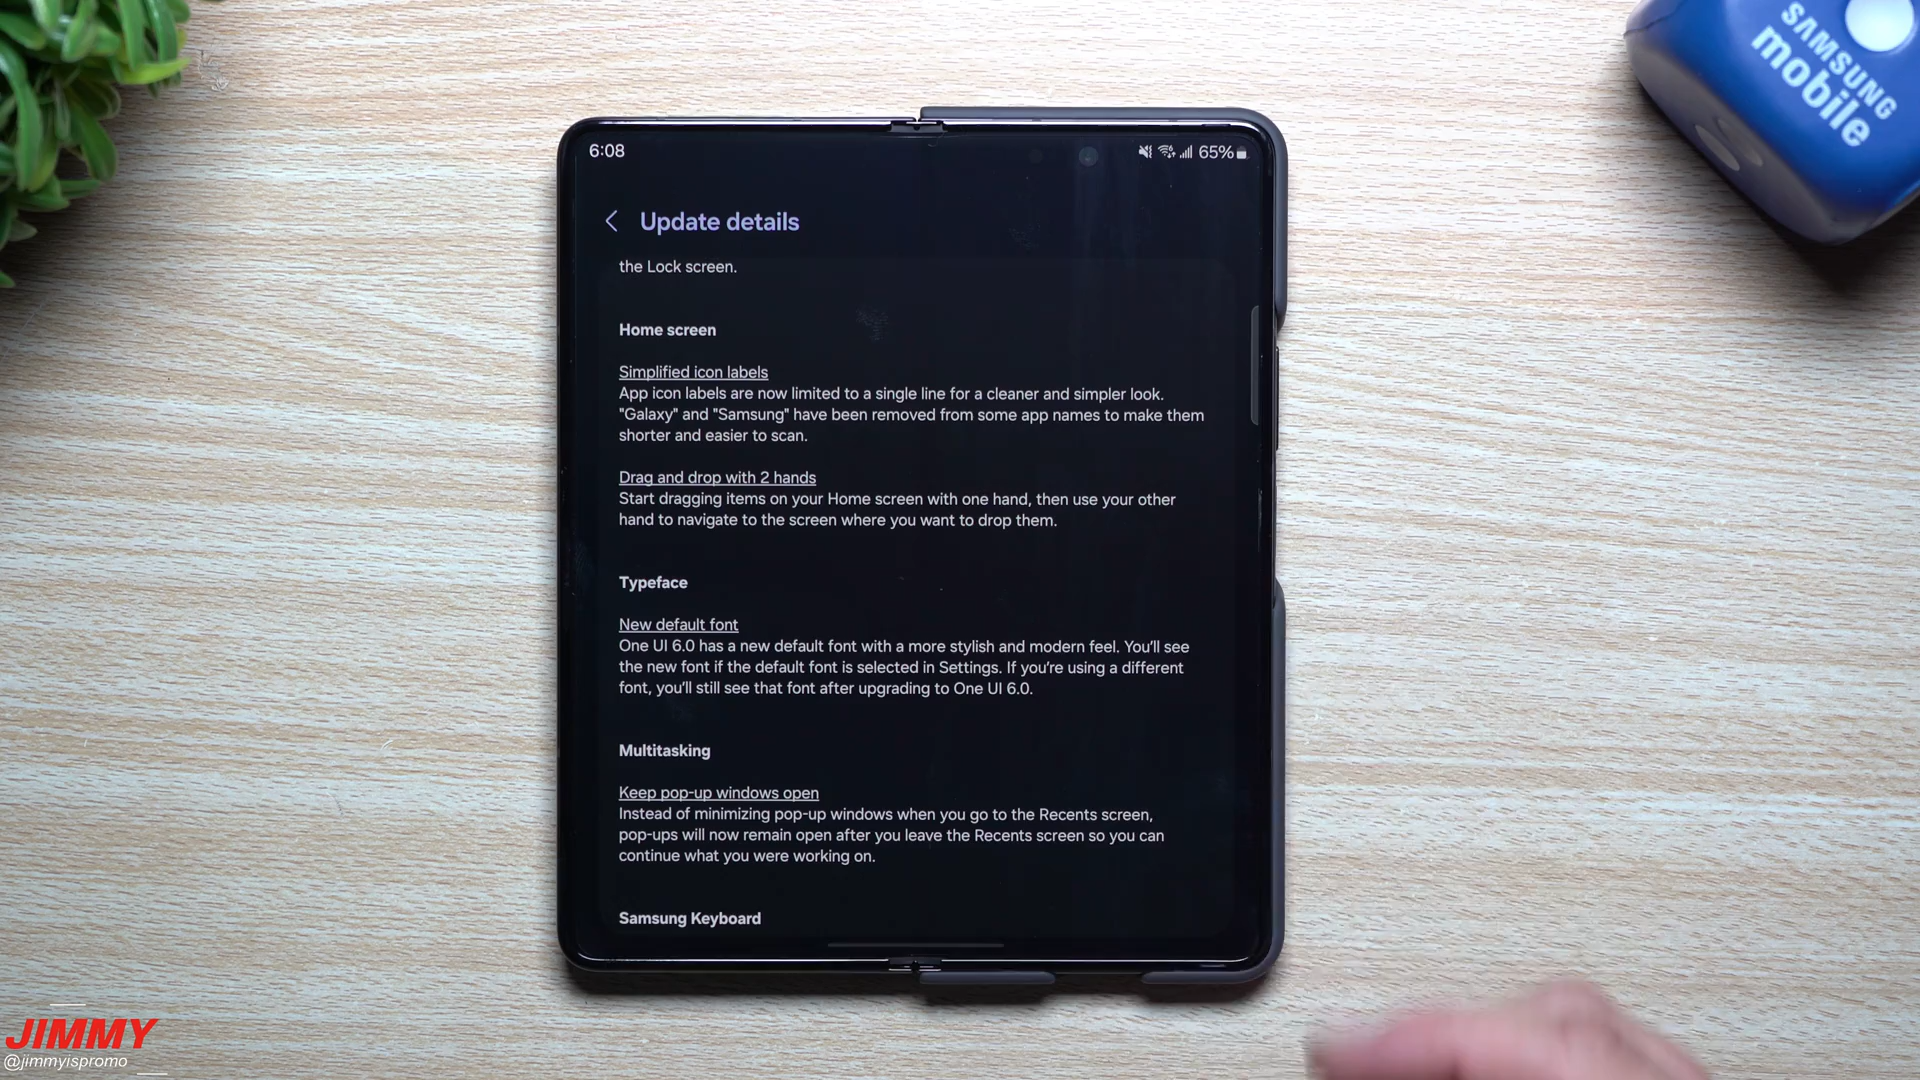 SAMSUNG
mobile
6:08
65%
Update details
the Lock screen.
Home screen
Simplified icon labels
App icon labels are now limited to a single line for a cleaner and simpler look.
"Galaxy" and "Samsung" have been removed from some app names to make them
shorter and easier to scan.
Drag and drop with 2 hands
Start dragging items on your Home screen with one hand, then use your other
hand to navigate to the screen where you want to drop them.
Typeface
New default font
One UI 6.0 has a new default font with a more stylish and modern feel. You'll see
the new font if the default font is selected in Settings. If you're using a different
font, you'll still see that font after upgrading to One UI 6.0.
Multitasking
Keep pop-up windows open
Instead of minimizing pop-up windows when you go to the Recents screen,
pop-ups will now remain open after you leave the Recents screen so you can
continue what you were working on.
Samsung Keyboard
JIMMY
@jimmyispromo